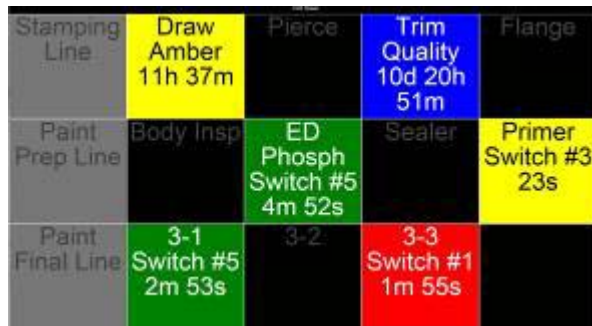 Stamping Line
Draw Amber 11h 37m
Pierce
Trim Quality 10d 20h 51m
Flange
Paint Prep Line
Body Insp
ED Phosph Switch #5 4m 52s
Sealer
Primer Switch #3 23s
Paint Final Line
3-1 Switch #5 2m 53s
3-2
3-3 Switch #1 1m 55s